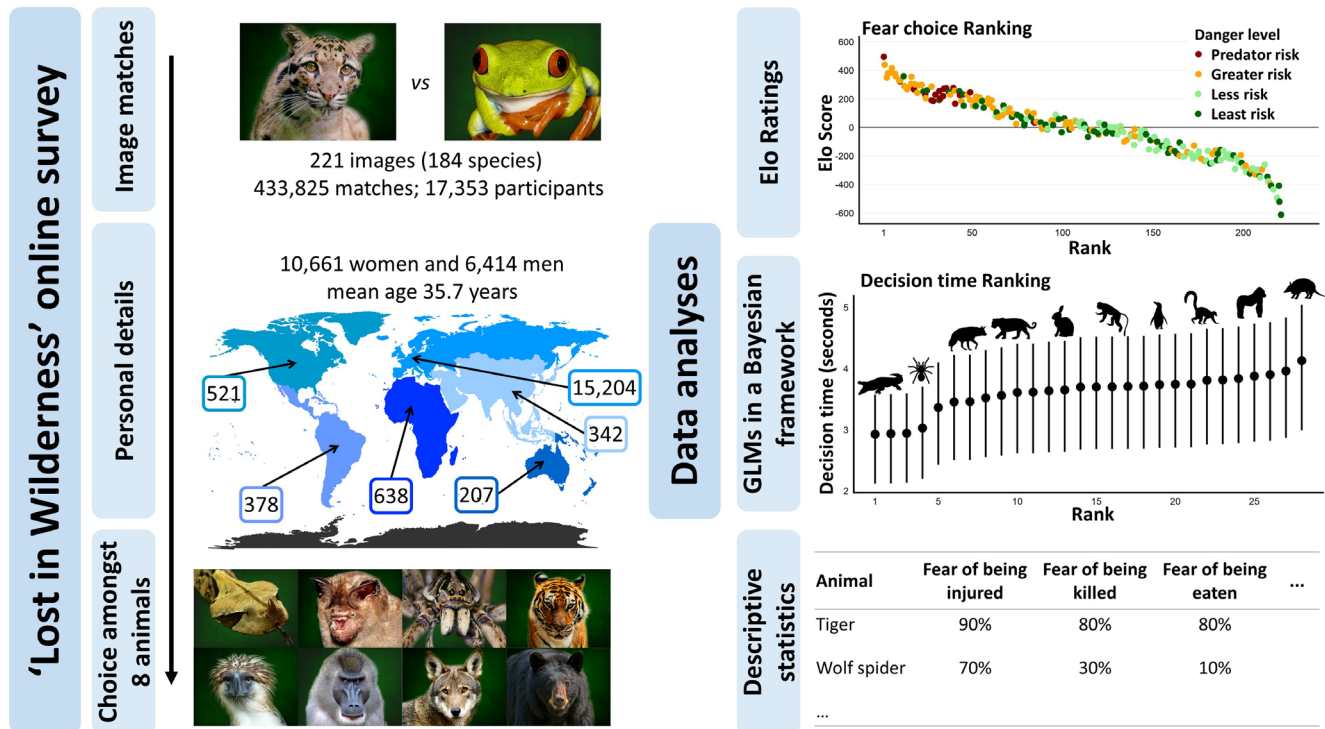 ‘Lost in Wilderness’ online survey
Image matches
vs
221 images (184 species)
433,825 matches; 17,353 participants
Personal details
10,661 women and 6,414 men
mean age 35.7 years
521
15,204
342
378
638
207
Choice amongst
8 animals
Data analyses
Elo Ratings
Fear choice Ranking
Danger level
Predator risk
Greater risk
Less risk
Least risk
Elo Score
600
400
200
0
-200
-400
-600
1
50
100
150
200
Rank
GLMs in a Bayesian
framework
Decision time Ranking
Decision time (seconds)
5
4
3
2
1
5
10
15
20
25
Rank
Descriptive
statistics
Animal
Fear of being
injured
Fear of being
killed
Fear of being
eaten
...
Tiger
90%
80%
80%
Wolf spider
70%
30%
10%
...